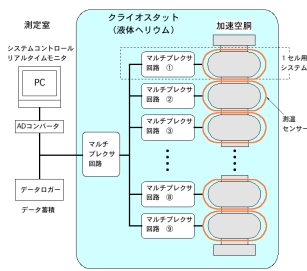 測定室
システムコントロール
リアルタイムモニタ
PC
ADコンバータ
データロガー
データ蓄積
クライオスタット
(液体ヘリウム)
加速空胴
マルチ
プレクサ
回路
マルチプレクサ
回路 ①
マルチプレクサ
回路 ②
マルチプレクサ
回路 ③
マルチプレクサ
回路 ⑧
マルチプレクサ
回路 ⑨
1セル用
システム
測温
センサー